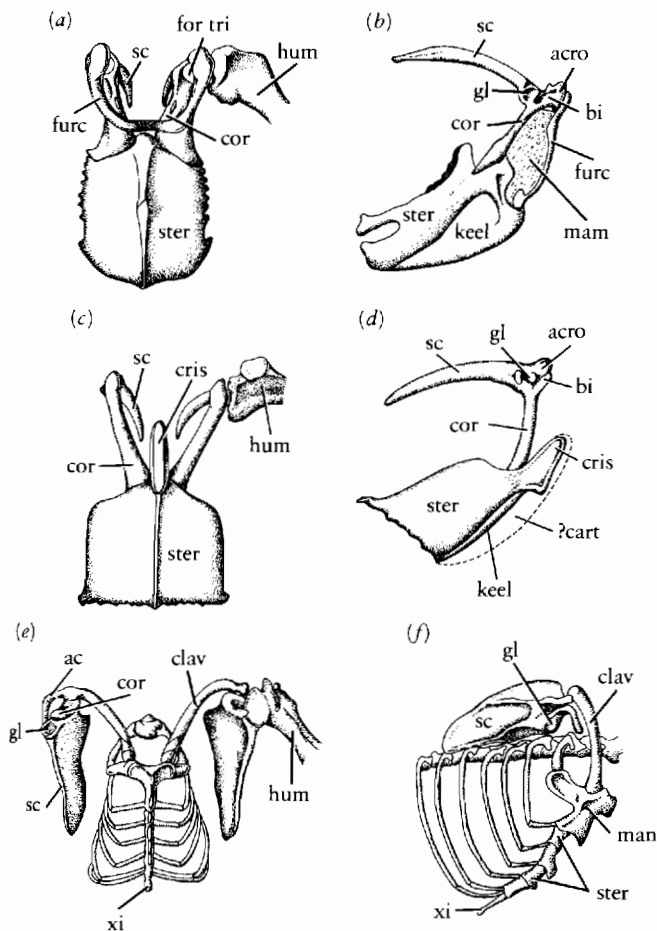 (a)
for tri
sc
hum
furc
cor
ster
(b)
sc
acro
gl
bi
cor
furc
ster
keel
mam
(c)
sc
cris
cor
hum
ster
(d)
gl
acro
sc
bi
cor
cris
ster
?cart
keel
(e)
ac
cor
clav
gl
sc
hum
xi
(f)
gl
clav
sc
man
ster
xi